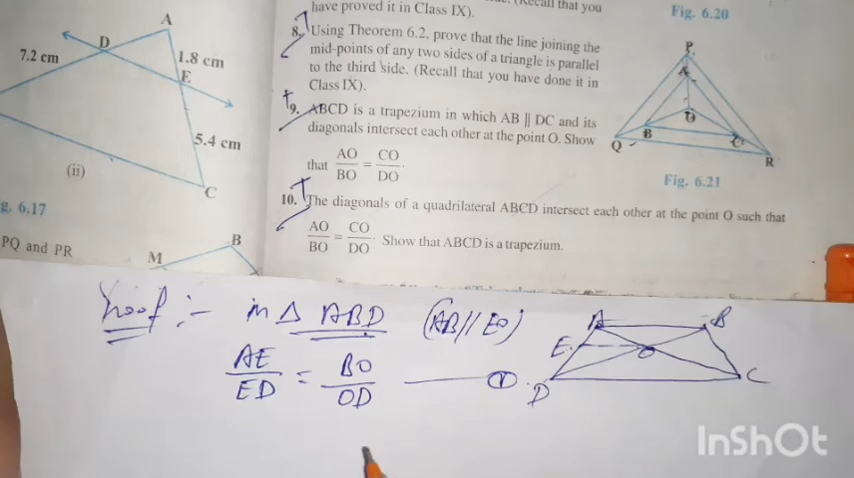 have proved it in Class IX).
Fig. 6.20
8. Using Theorem 6.2, prove that the line joining the
mid-points of any two sides of a triangle is parallel
to the third side. (Recall that you have done it in
Class IX).
9. ABCD is a trapezium in which AB || DC and its
diagonals intersect each other at the point O. Show
that AO/BO = CO/DO.
10. The diagonals of a quadrilateral ABCD intersect each other at the point O such that
AO/BO = CO/DO. Show that ABCD is a trapezium.
A
D
7.2 cm
1.8 cm
E
5.4 cm
(ii)
C
g. 6.17
PQ and PR
M
B
P
A
O
B
C
Q
R
Fig. 6.21
Proof :- in △ ABD (AB // EO)
AE/ED = BO/OD ——— ①
A
B
E
O
D
C
InShOt